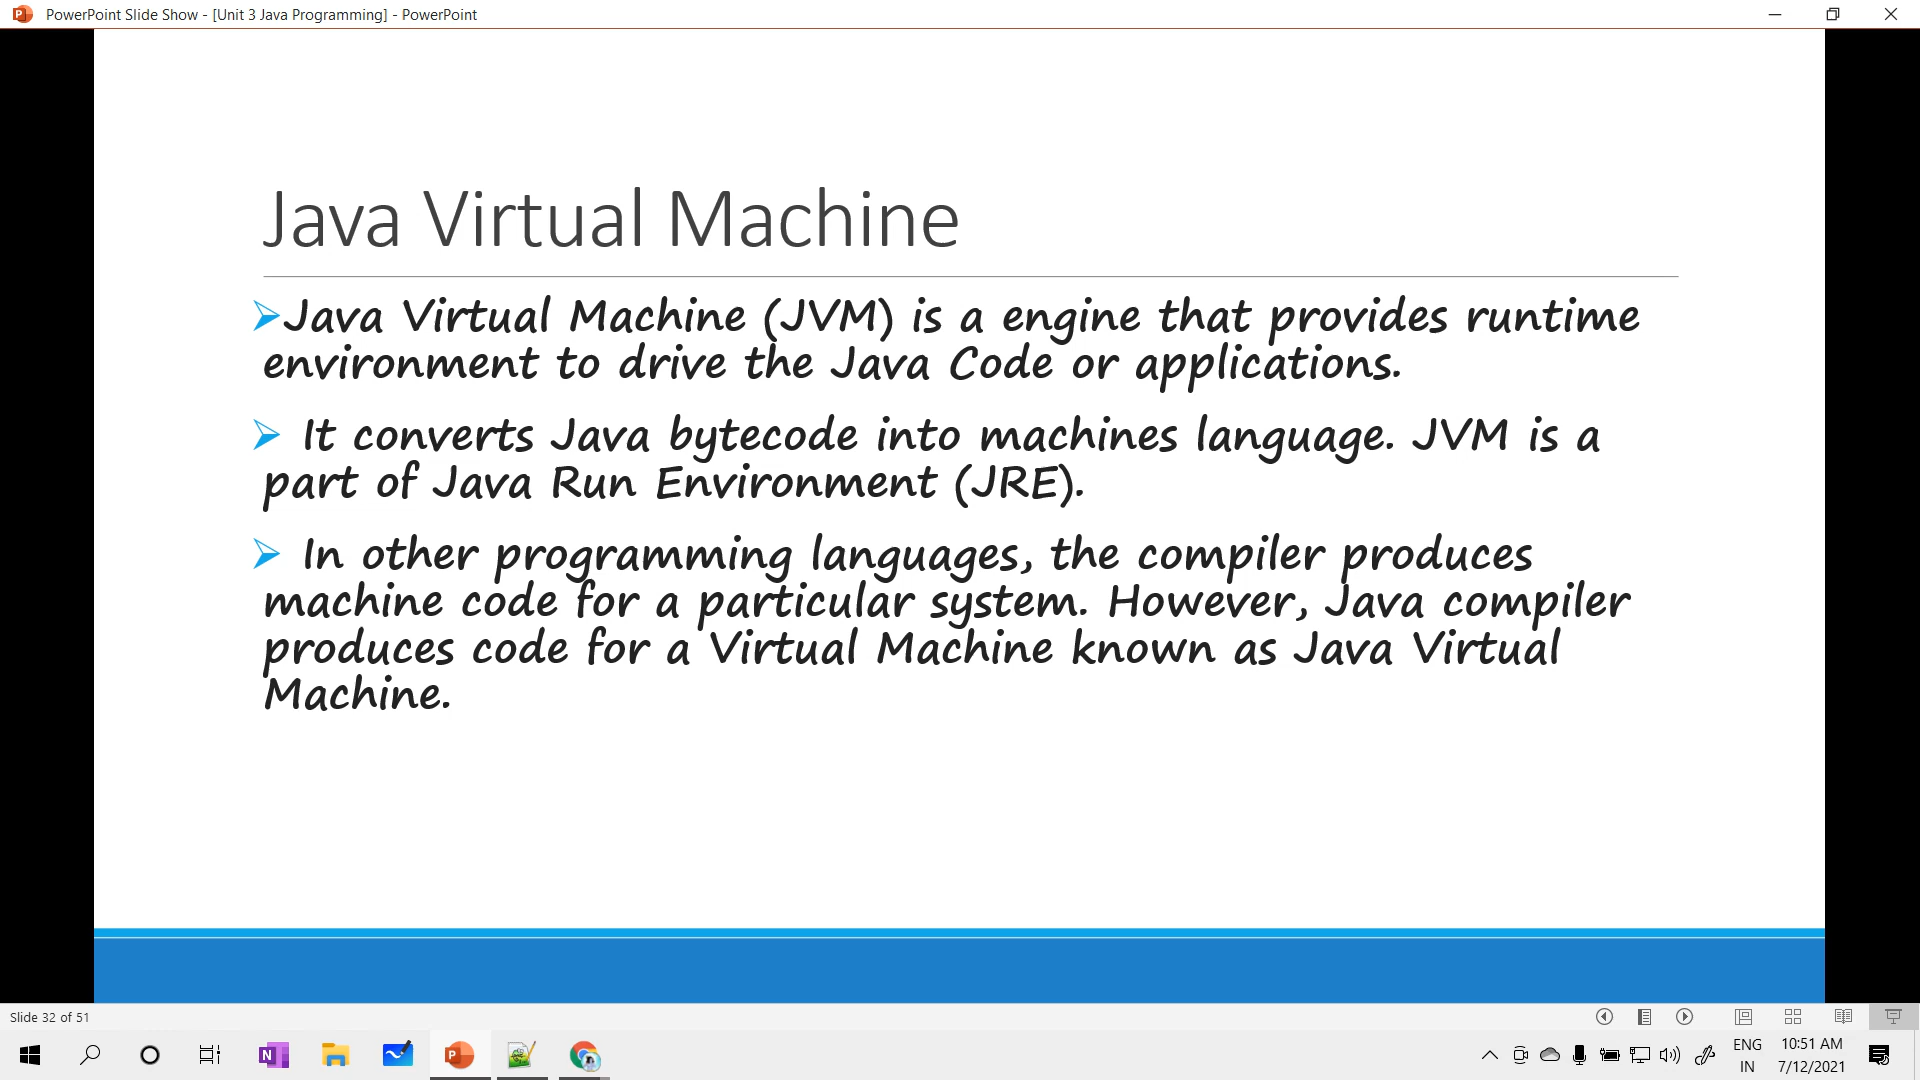 PowerPoint Slide Show - [Unit 3 Java Programming] - PowerPoint
Java Virtual Machine
Java Virtual Machine (JVM) is a engine that provides runtime
environment to drive the Java Code or applications.
It converts Java bytecode into machines language. JVM is a
part of Java Run Environment (JRE).
In other programming languages, the compiler produces
machine code for a particular system. However, Java compiler
produces code for a Virtual Machine known as Java Virtual
Machine.
Slide 32 of 51
ENG
IN
10:51 AM
7/12/2021